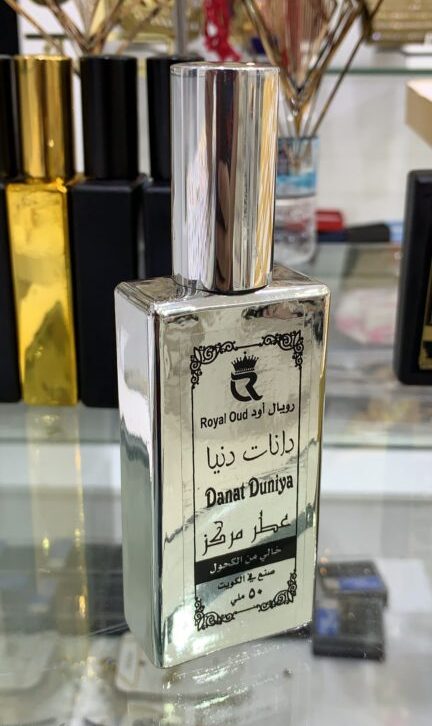 رويال أود Royal Oud
دانات دنيا
Danat Duniya
عطر مركز
خالي من الكحول
صنع في الكويت
٥٠ ملي